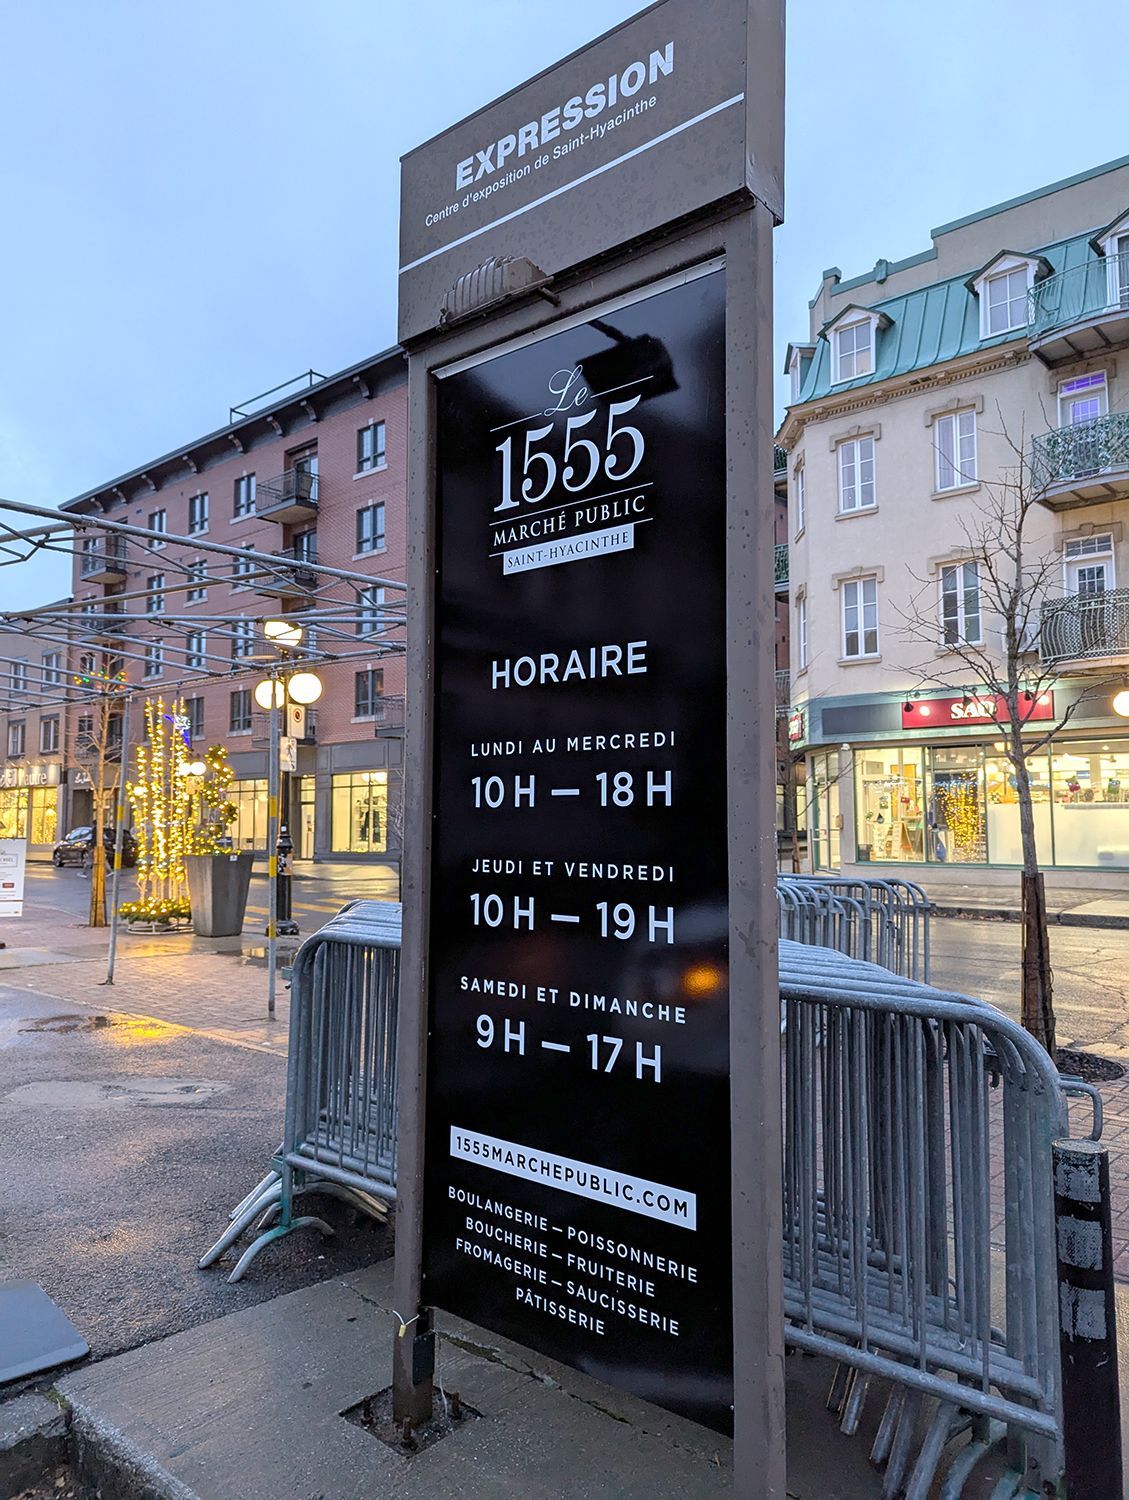 EXPRESSION
Centre d'exposition de Saint-Hyacinthe
Le
1555
MARCHÉ PUBLIC
SAINT-HYACINTHE
HORAIRE
LUNDI AU MERCREDI
10 H — 18 H
JEUDI ET VENDREDI
10 H — 19 H
SAMEDI ET DIMANCHE
9 H — 17 H
1555MARCHEPUBLIC.COM
BOULANGERIE — POISSONNERIE
BOUCHERIE — FRUITERIE
FROMAGERIE — SAUCISSERIE
PÂTISSERIE